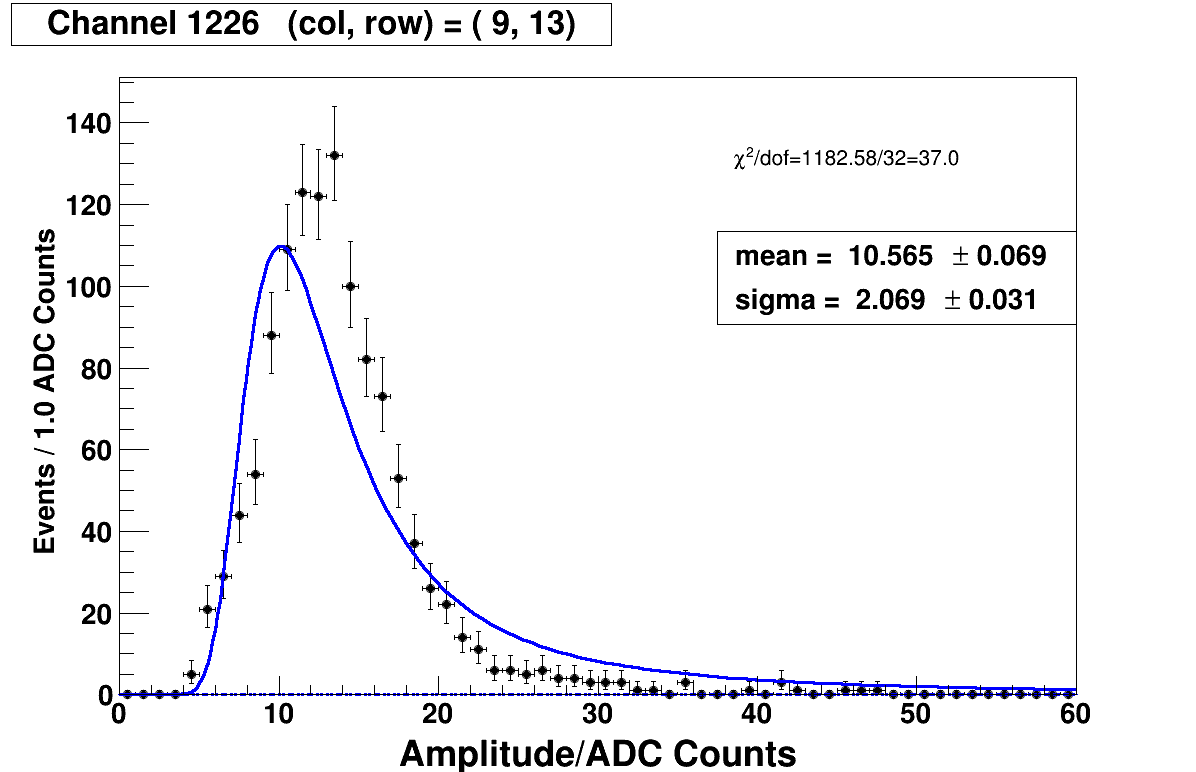 Channel 1226 (col, row) = ( 9, 13)
χ²/dof=1182.58/32=37.0
mean = 10.565 ± 0.069
sigma = 2.069 ± 0.031
Events / 1.0 ADC Counts
140
120
100
80
60
40
20
0
0 10 20 30 40 50 60
Amplitude/ADC Counts